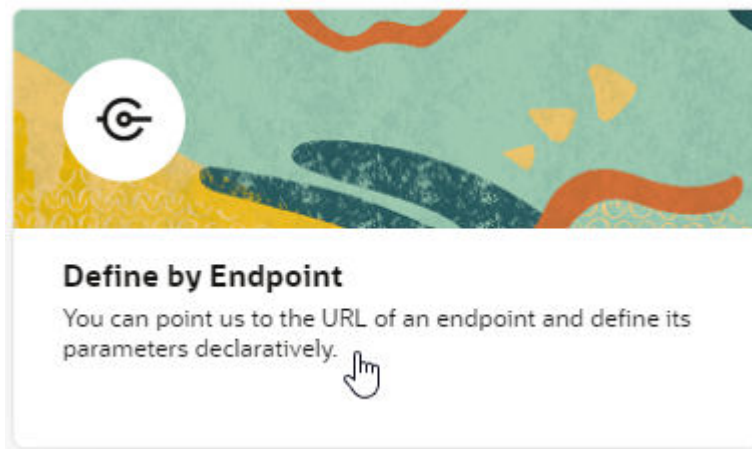 Define by Endpoint
You can point us to the URL of an endpoint and define its
parameters declaratively.